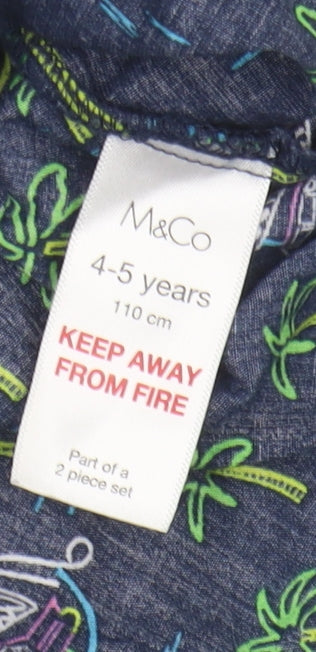 M&Co
4-5 years
110 cm
KEEP AWAY
FROM FIRE
Part of a
2 piece set